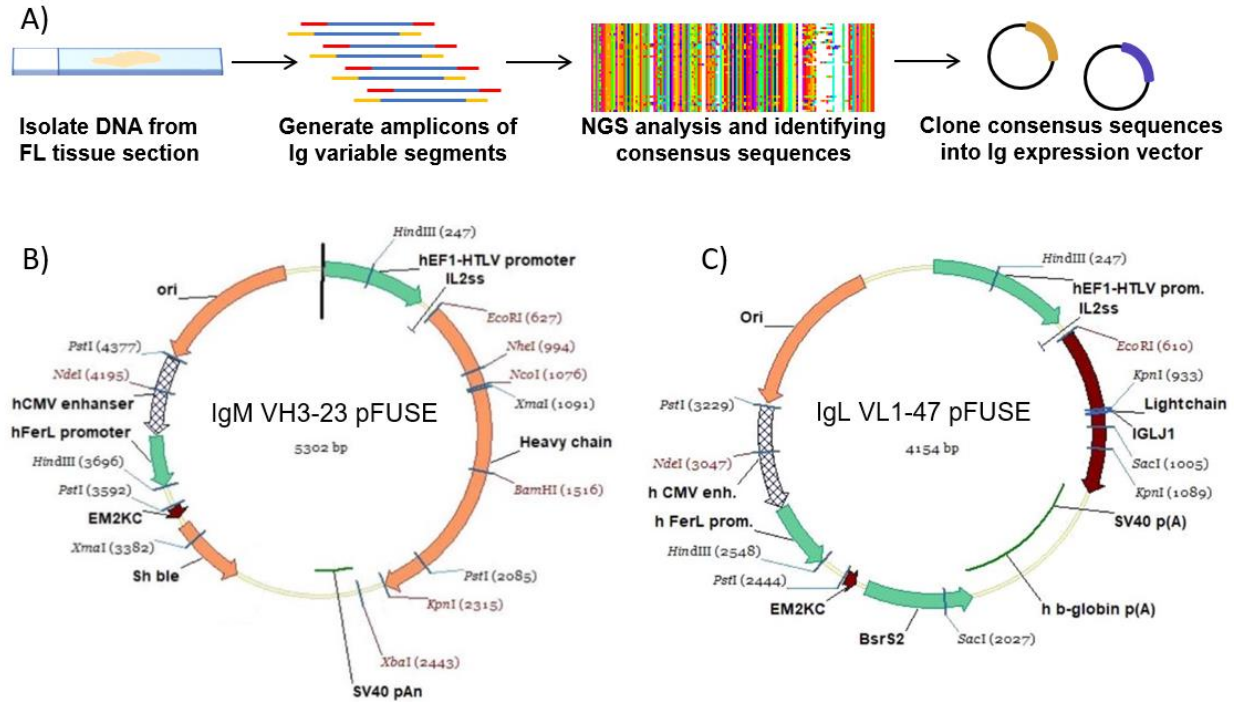 A)
Isolate DNA from
FL tissue section
Generate amplicons of
Ig variable segments
NGS analysis and identifying
consensus sequences
Clone consensus sequences
into Ig expression vector
B)
HindIII (247)
hEF1-HTLV promoter
IL2ss
EcoRI (627)
NheI (994)
NcoI (1076)
XmaI (1091)
Heavy chain
BamHI (1516)
PstI (2085)
KpnI (2315)
XbaI (2443)
SV40 pAn
Sh ble
XmaI (3382)
EM2KC
PstI (3592)
HindIII (3696)
hFerL promoter
hCMV enhanser
NdeI (4195)
PstI (4377)
ori
IgM VH3-23 pFUSE
5302 bp
C)
HindIII (247)
hEF1-HTLV prom.
IL2ss
EcoRI (610)
KpnI (933)
Lightchain
IGLJ1
SacI (1005)
KpnI (1089)
SV40 p(A)
h b-globin p(A)
SacI (2027)
BsrS2
EM2KC
PstI (2444)
HindIII (2548)
h FerL prom.
h CMV enh.
NdeI (3047)
PstI (3229)
Ori
IgL VL1-47 pFUSE
4154 bp